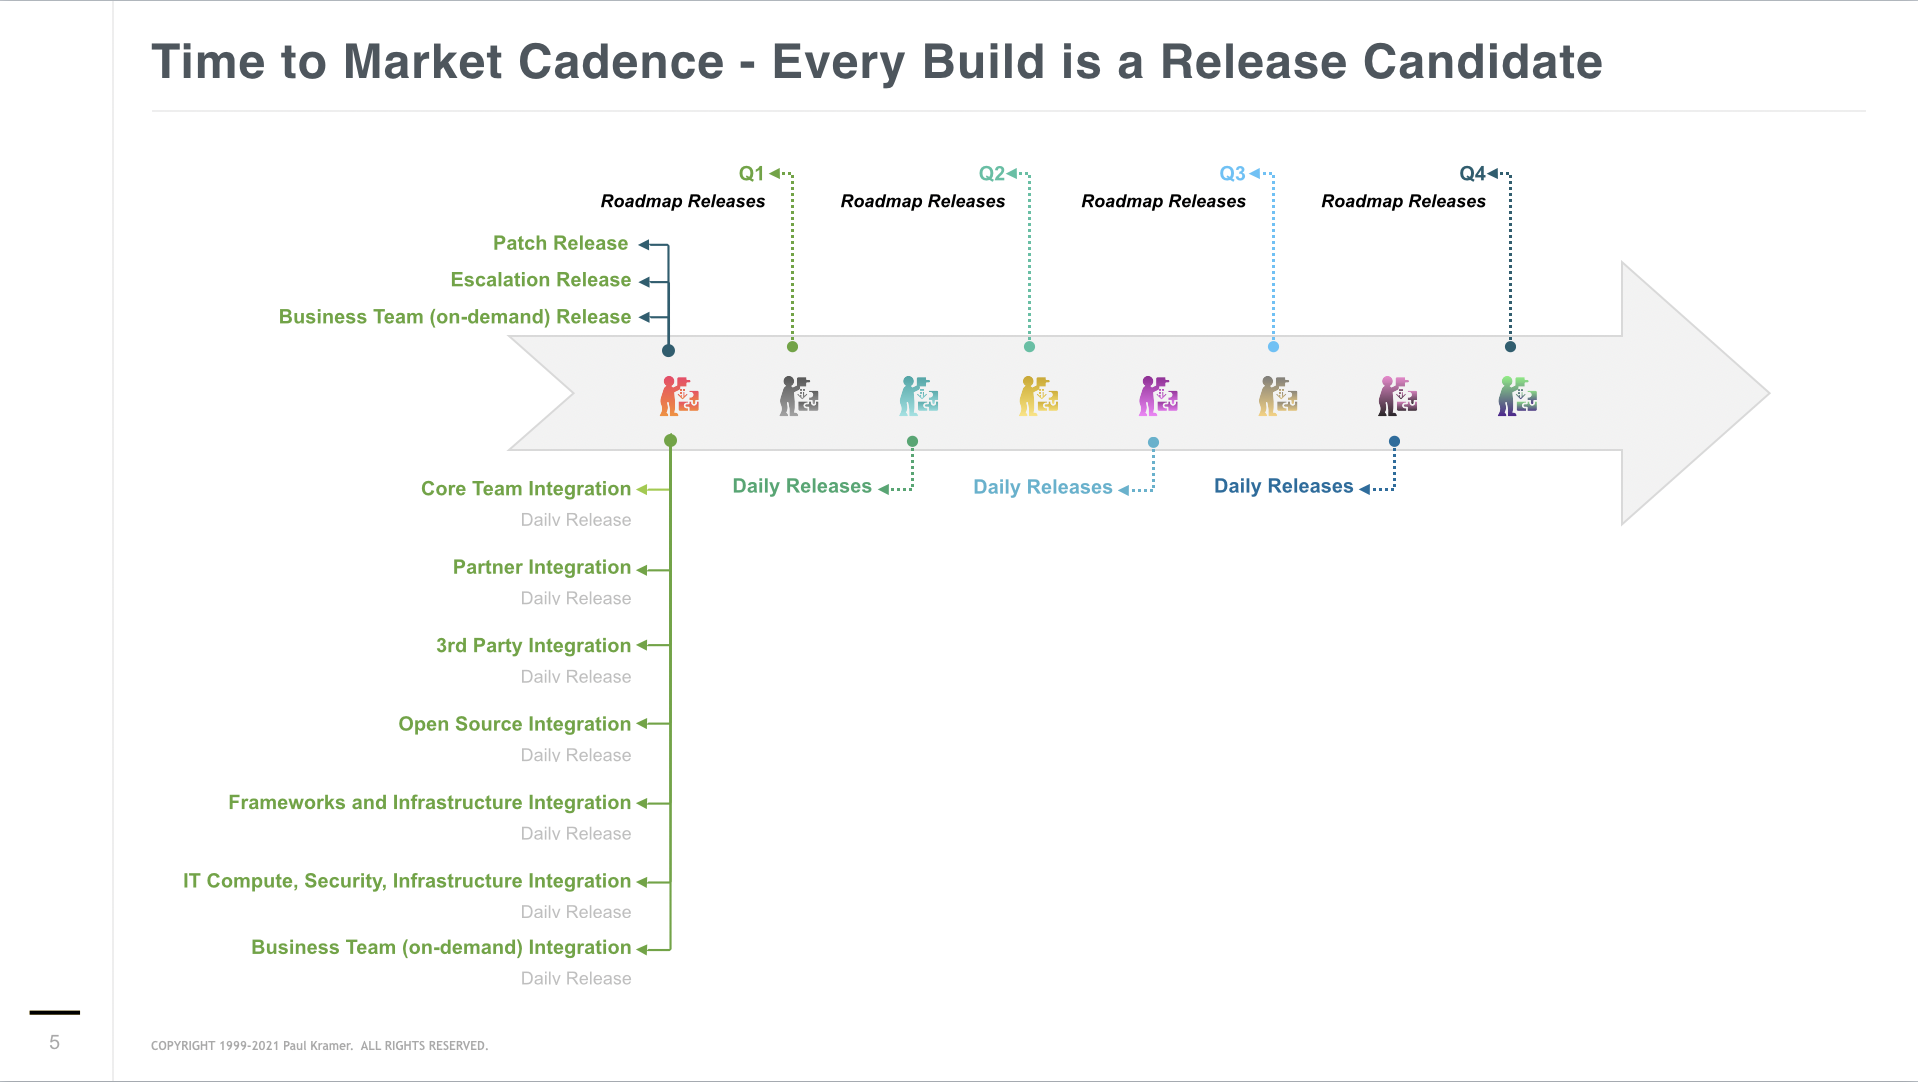 Time to Market Cadence - Every Build is a Release Candidate
Q1
Q2
Q3
Q4
Roadmap Releases
Roadmap Releases
Roadmap Releases
Roadmap Releases
Patch Release
Escalation Release
Business Team (on-demand) Release
Core Team Integration
Daily Release
Daily Releases
Daily Releases
Daily Releases
Partner Integration
Daily Release
3rd Party Integration
Daily Release
Open Source Integration
Daily Release
Frameworks and Infrastructure Integration
Daily Release
IT Compute, Security, Infrastructure Integration
Daily Release
Business Team (on-demand) Integration
Daily Release
5
COPYRIGHT 1999-2021 Paul Kramer. ALL RIGHTS RESERVED.